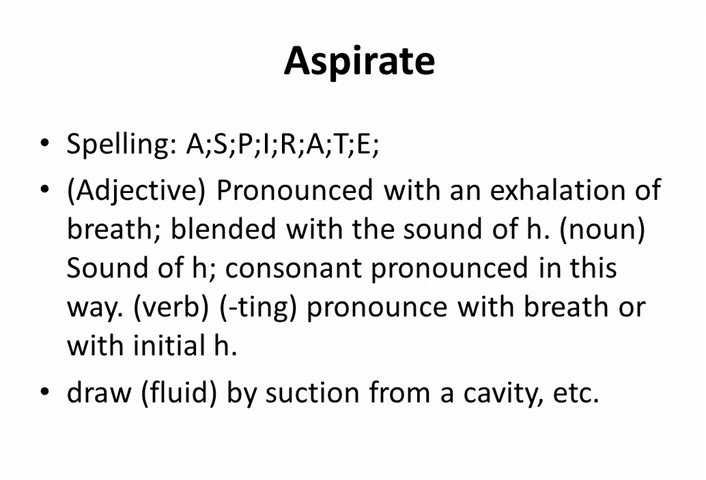 Aspirate
• Spelling: A;S;P;I;R;A;T;E;
• (Adjective) Pronounced with an exhalation of
breath; blended with the sound of h. (noun)
Sound of h; consonant pronounced in this
way. (verb) (-ting) pronounce with breath or
with initial h.
• draw (fluid) by suction from a cavity, etc.